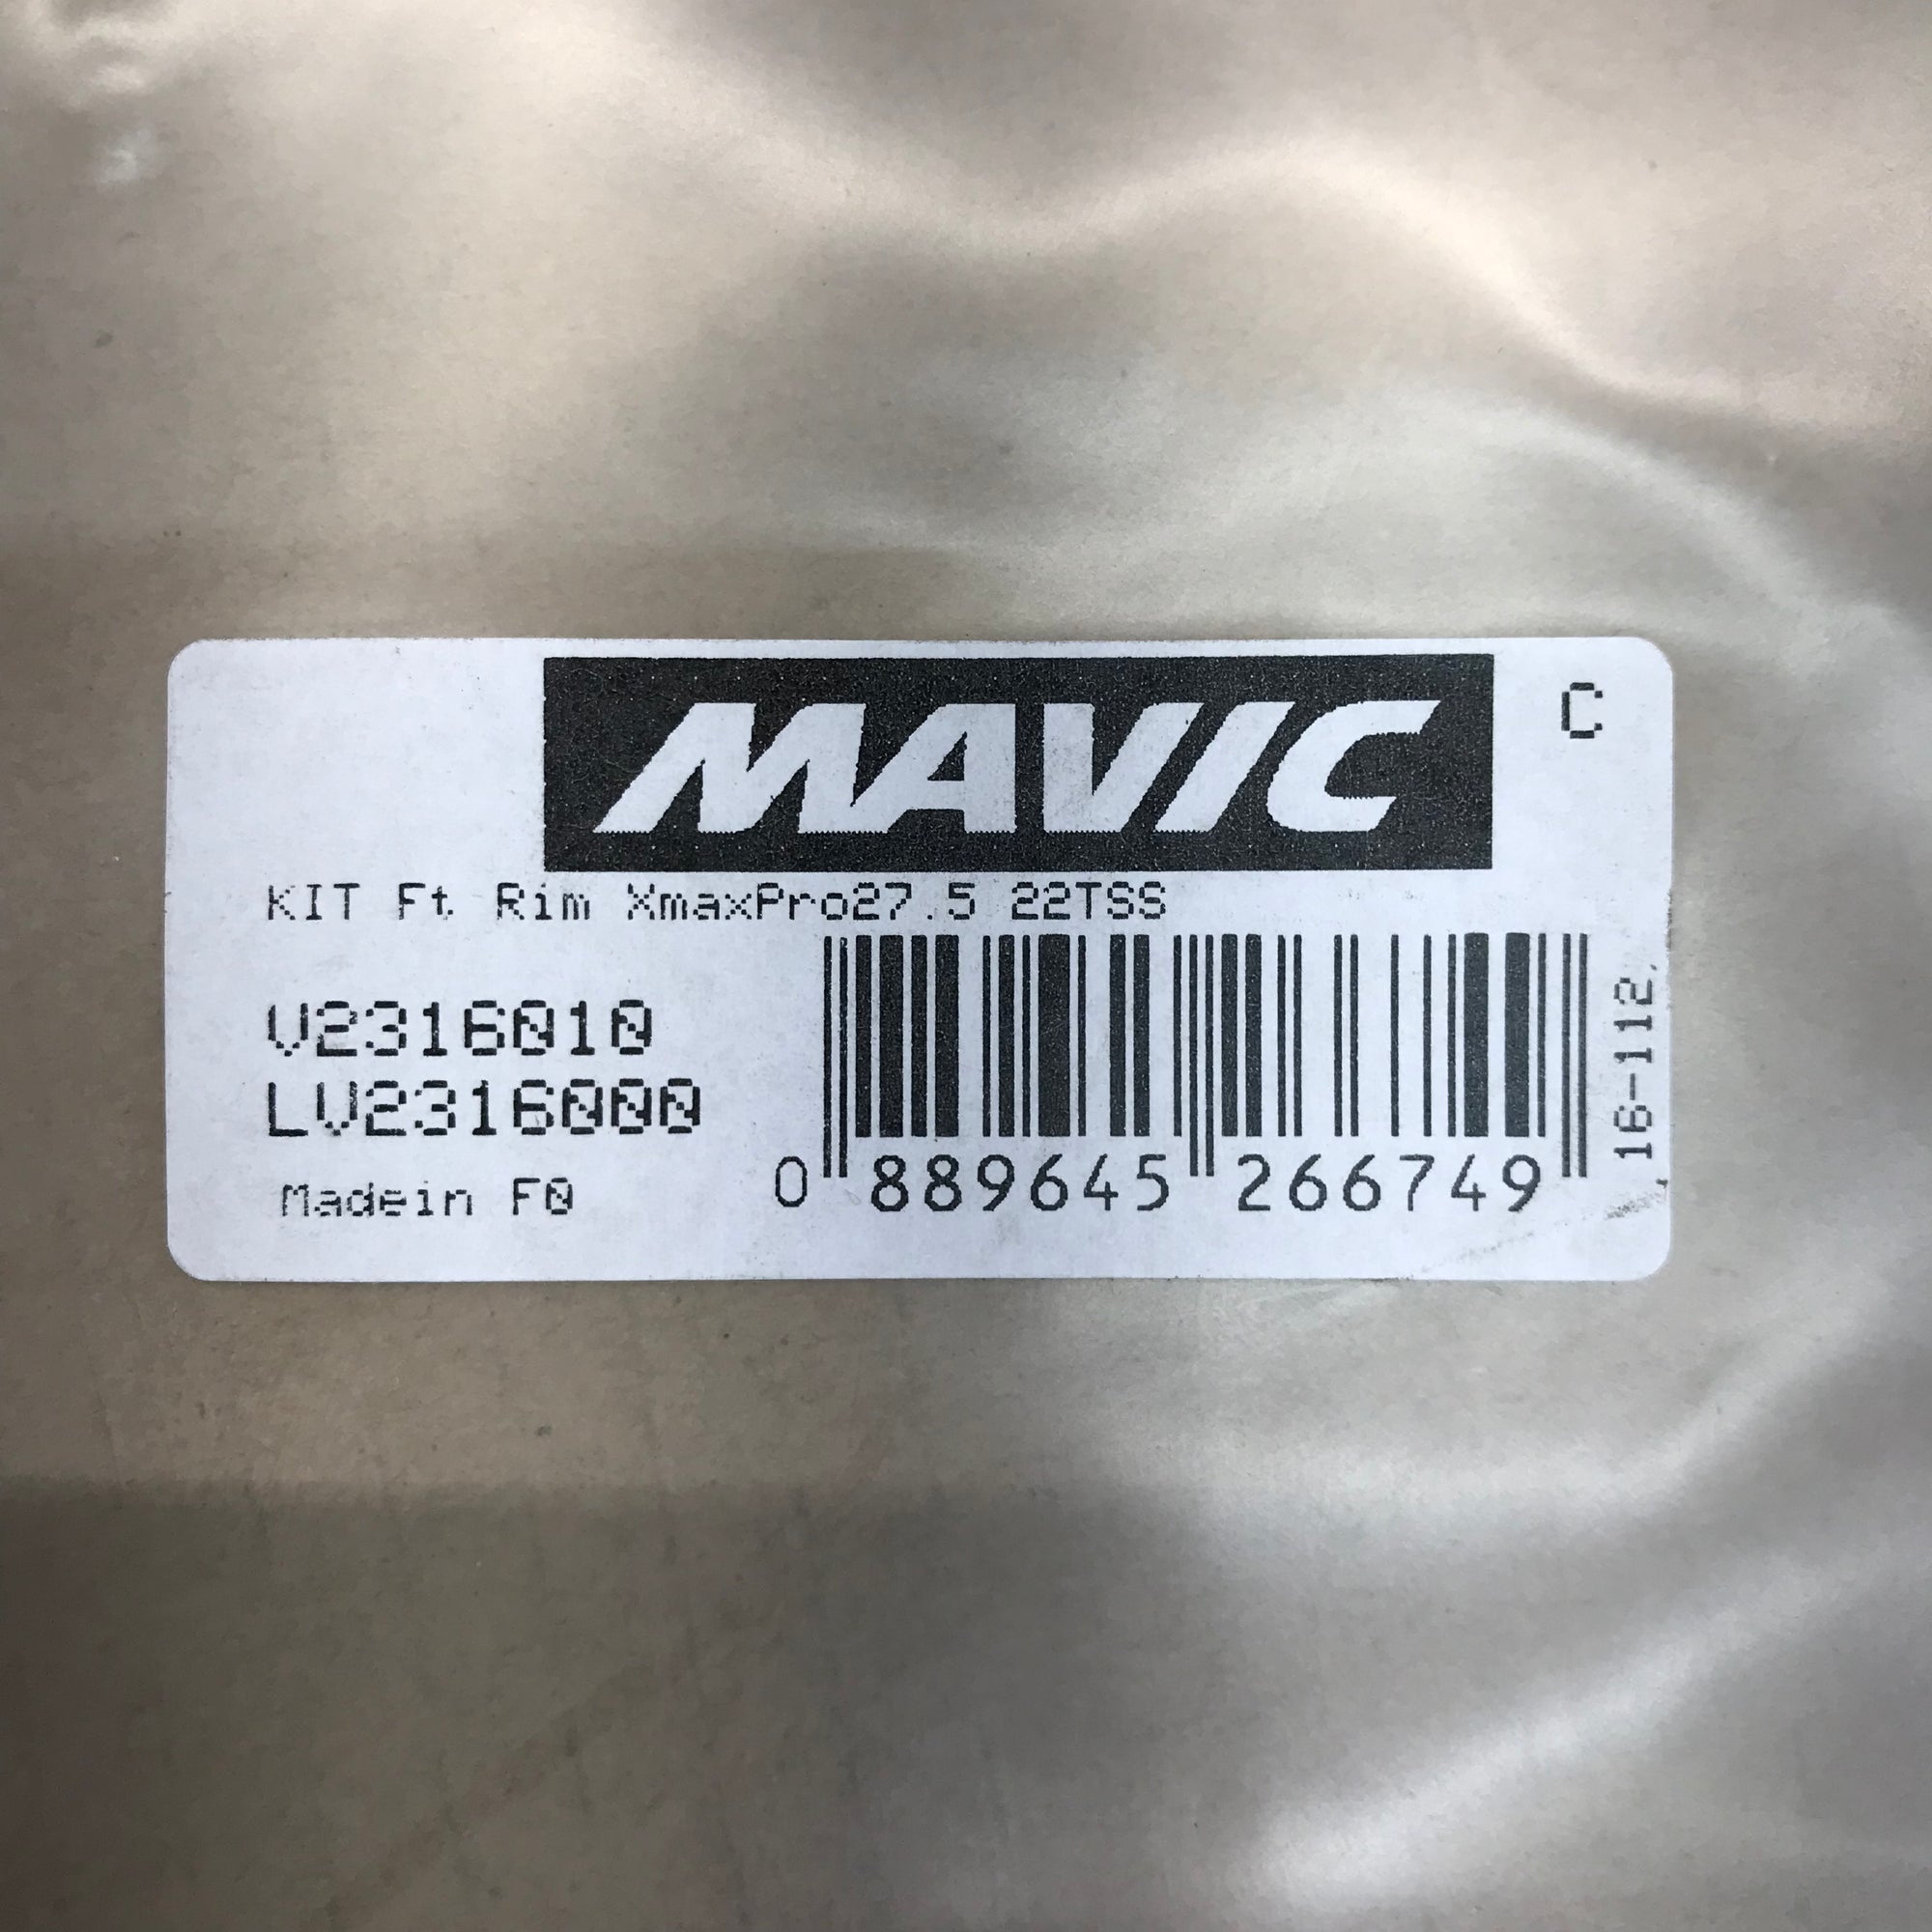 MAVIC
C
KIT Ft Rim XmaxPro27.5 22TSS
V2316010
LV2316000
Madein F0
0 889645 266749
16-112